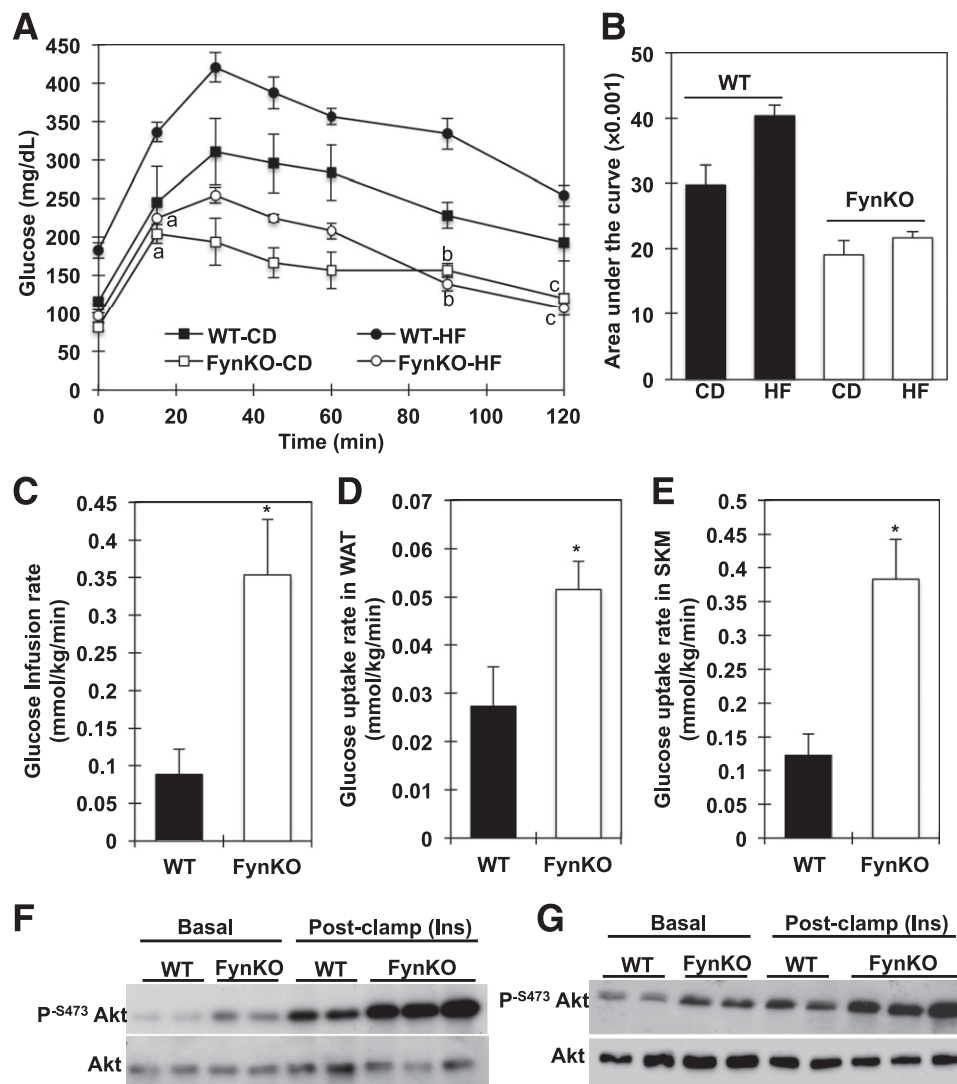 A
450
400
350
300
250
200
150
100
50
0
Glucose (mg/dL)
a
a
b
b
c
c
WT-CD
WT-HF
FynKO-CD
FynKO-HF
0 20 40 60 80 100 120
Time (min)
B
50
40
30
20
10
0
Area under the curve (×0.001)
WT
FynKO
CD HF CD HF
C
0.45
0.4
0.35
0.3
0.25
0.2
0.15
0.1
0.05
0
Glucose Infusion rate
(mmol/kg/min)
*
WT FynKO
D
0.07
0.06
0.05
0.04
0.03
0.02
0.01
0
Glucose uptake rate in WAT
(mmol/kg/min)
*
WT FynKO
E
0.5
0.45
0.4
0.35
0.3
0.25
0.2
0.15
0.1
0.05
0
Glucose uptake rate in SKM
(mmol/kg/min)
*
WT FynKO
F
Basal Post-clamp (Ins)
WT FynKO WT FynKO
P-S473 Akt
Akt
G
Basal Post-clamp (Ins)
WT FynKO WT FynKO
P-S473 Akt
Akt